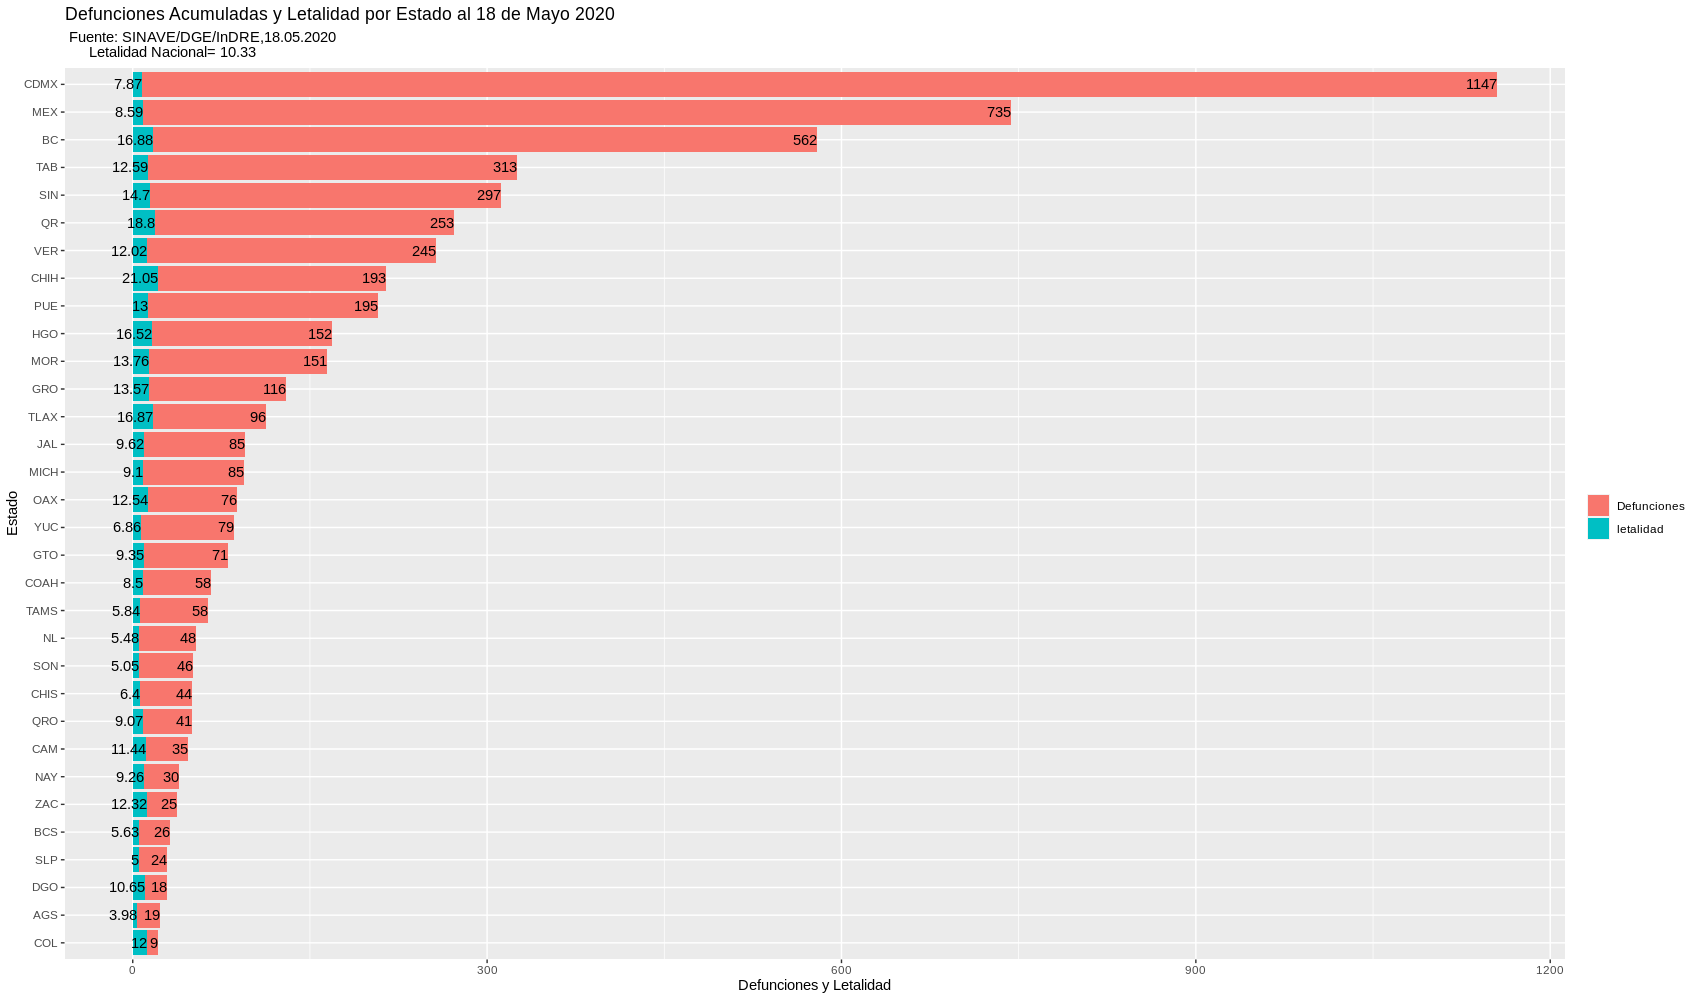 Defunciones Acumuladas y Letalidad por Estado al 18 de Mayo 2020
Fuente: SINAVE/DGE/InDRE,18.05.2020
Letalidad Nacional= 10.33
CDMX 7.87 1147
MEX 8.59 735
BC 16.88 562
TAB 12.59 313
SIN 14.7 297
QR 18.8 253
VER 12.02 245
CHIH 21.05 193
PUE 13 195
HGO 16.52 152
MOR 13.76 151
GRO 13.57 116
TLAX 16.87 96
JAL 9.62 85
MICH 9.1 85
OAX 12.54 76
YUC 6.86 79
GTO 9.35 71
COAH 8.5 58
TAMS 5.84 58
NL 5.48 48
SON 5.05 46
CHIS 6.4 44
QRO 9.07 41
CAM 11.44 35
NAY 9.26 30
ZAC 12.32 25
BCS 5.63 26
SLP 5 24
DGO 10.65 18
AGS 3.98 19
COL 12 9
Estado
0 300 600 900 1200
Defunciones y Letalidad
Defunciones
letalidad